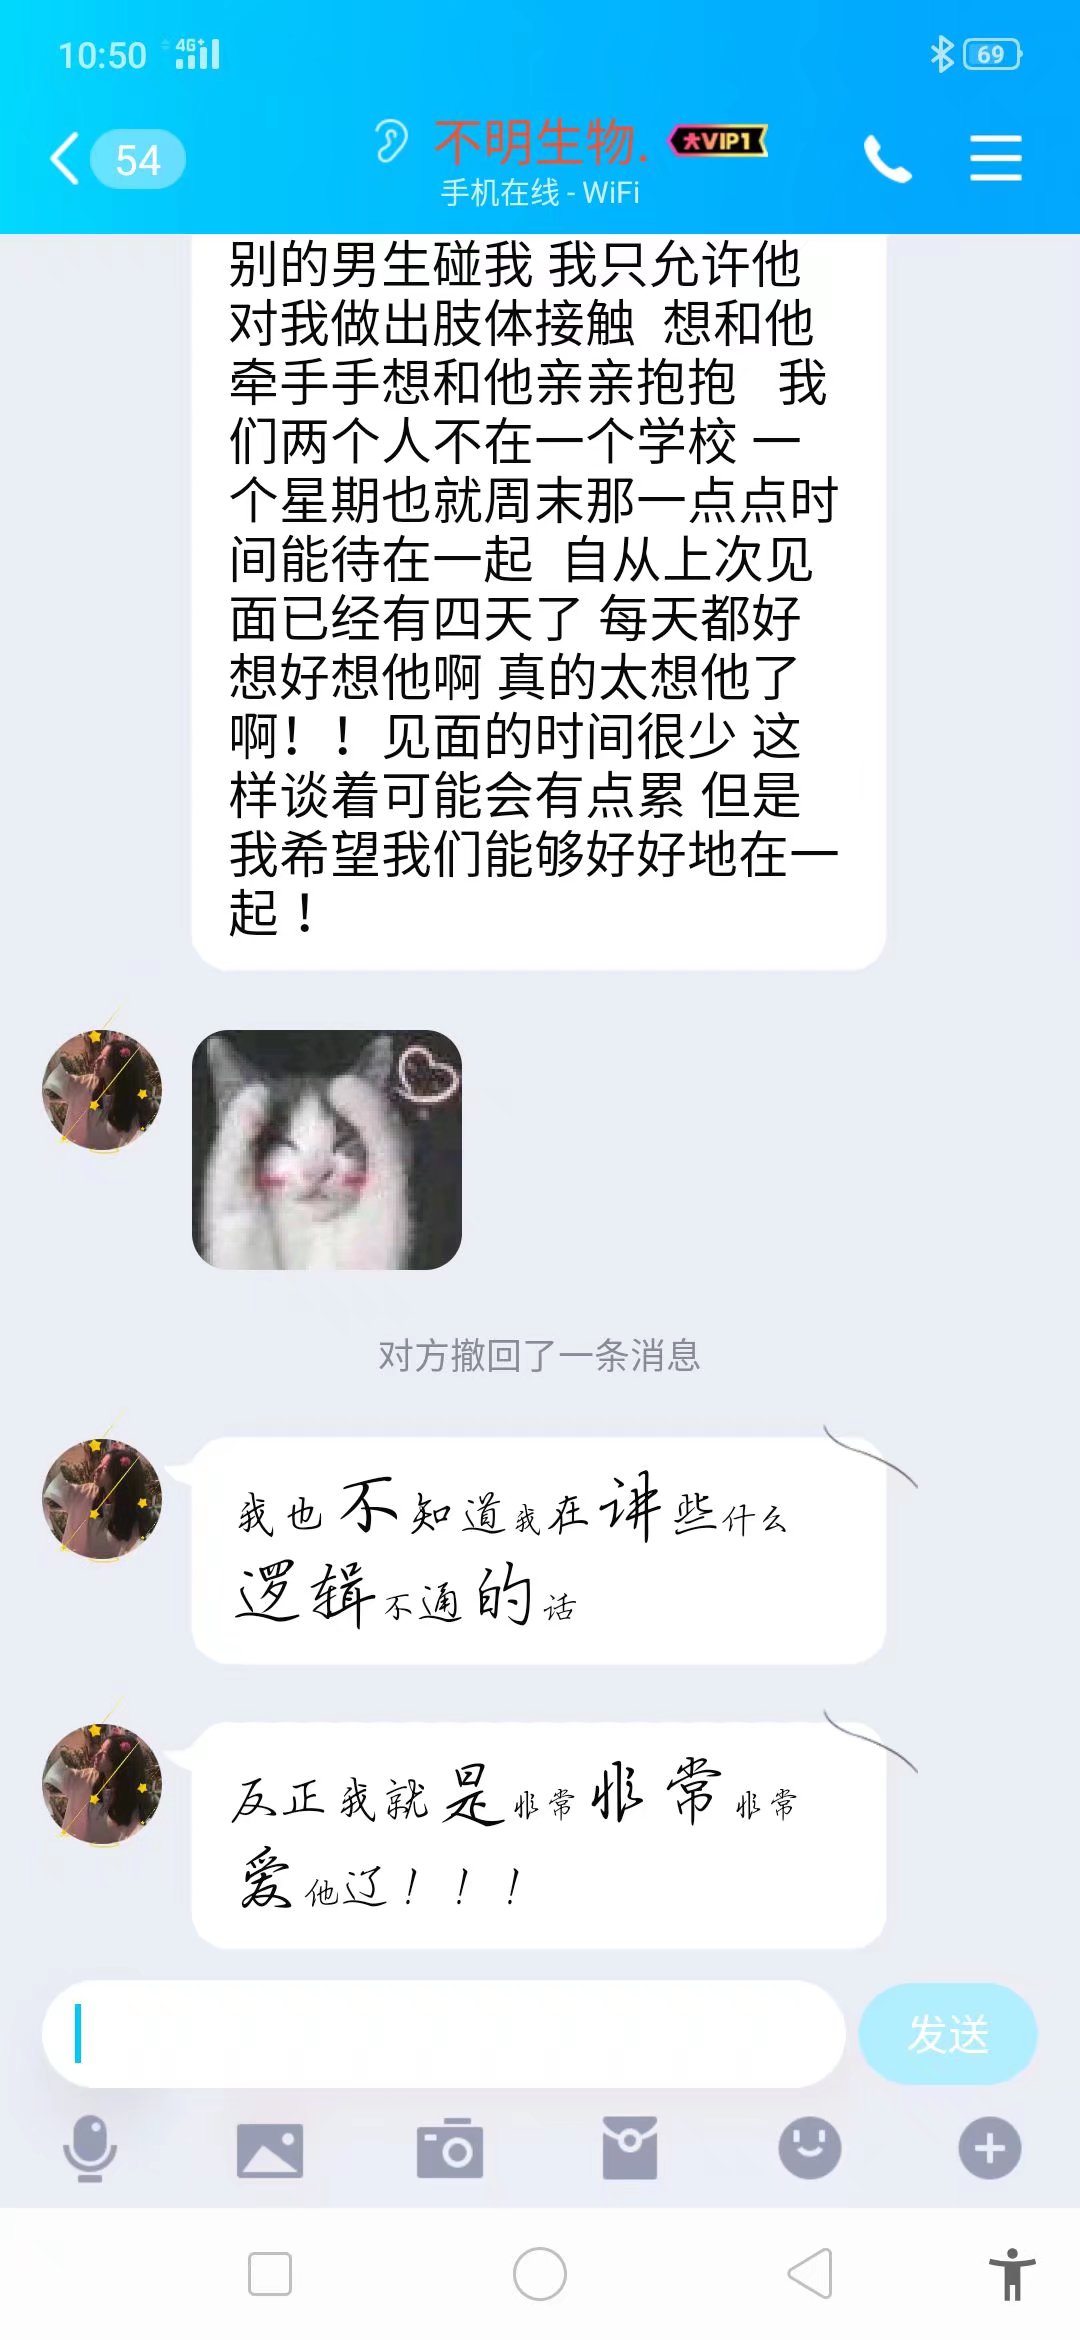 10:50 4G+ 69
54 不明生物. VIP1
手机在线 - WiFi
别的男生碰我 我只允许他
对我做出肢体接触 想和他
牵手手想和他亲亲抱抱 我
们两个人不在一个学校 一
个星期也就周末那一点点时
间能待在一起 自从上次见
面已经有四天了 每天都好
想好想他啊 真的太想他了
啊！！ 见面的时间很少 这
样谈着可能会有点累 但是
我希望我们能够好好地在一
起！
对方撤回了一条消息
我也不知道我在讲些什么
逻辑不通的话
反正我就是非常非常非常
爱他辽！！！
发送